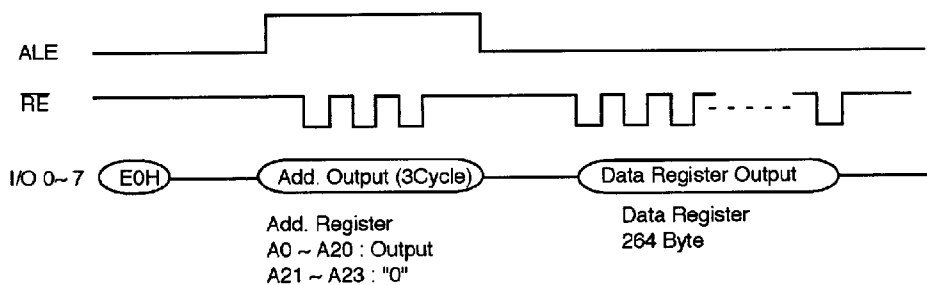 ALE
RE
I/O 0~7 E0H Add. Output (3Cycle) Data Register Output
Add. Register
A0 ~ A20 : Output
A21 ~ A23 : "0"
Data Register
264 Byte